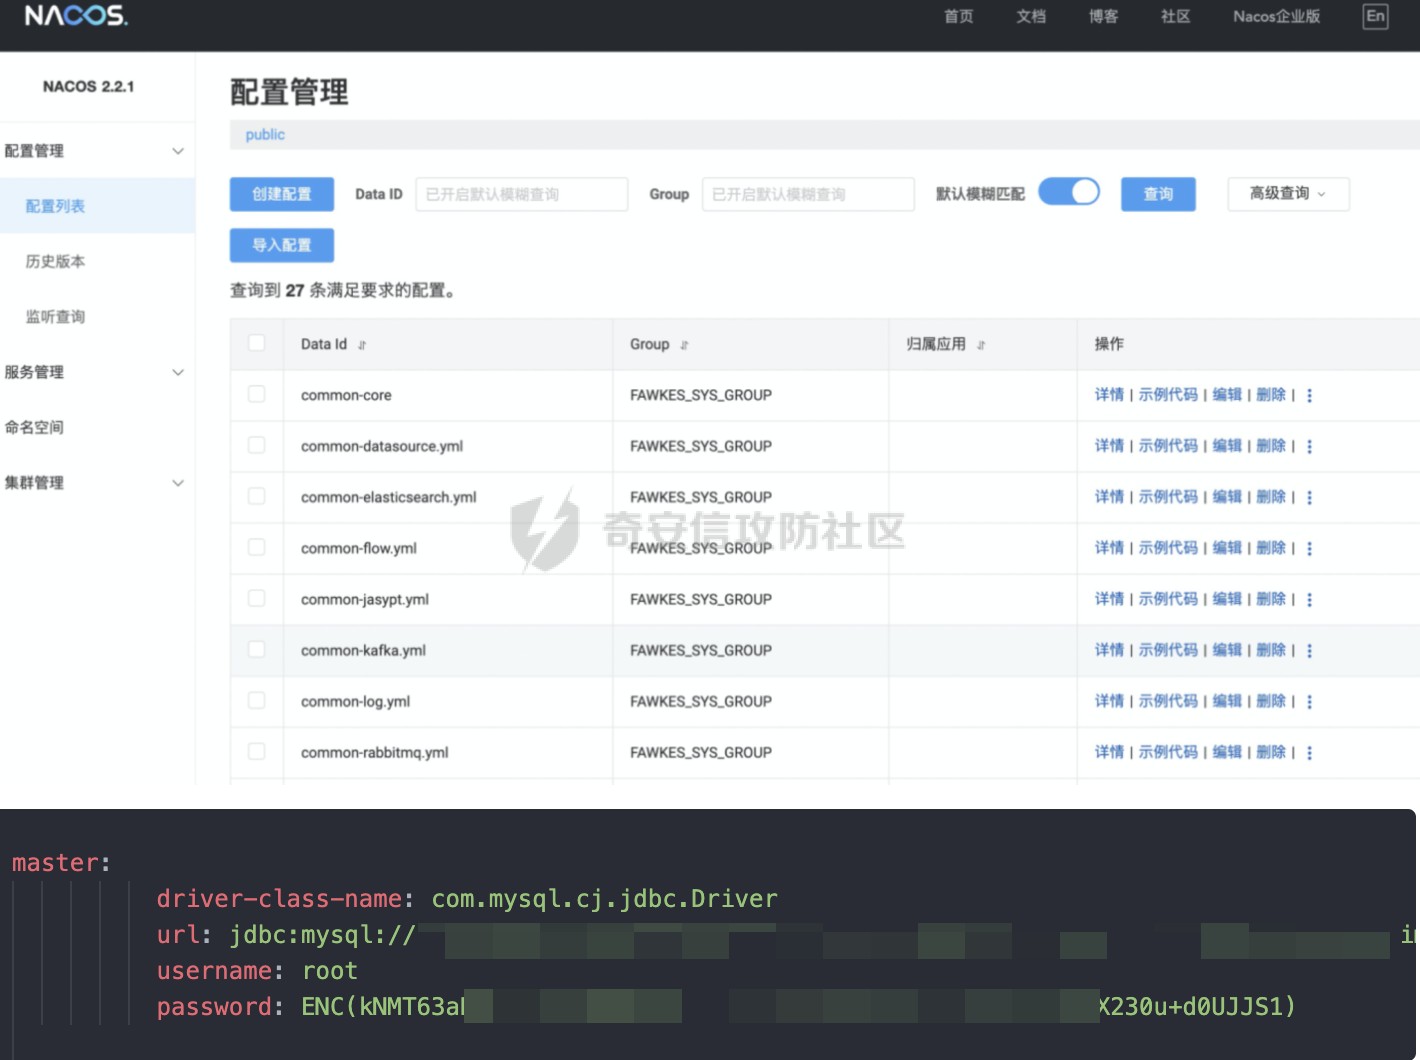 NACOS.
首页 文档 博客 社区 Nacos企业版 En
NACOS 2.2.1
配置管理
配置列表
历史版本
监听查询
服务管理
命名空间
集群管理
配置管理
public
创建配置 Data ID 已开启默认模糊查询 Group 已开启默认模糊查询 默认模糊匹配 查询 高级查询
导入配置
查询到 27 条满足要求的配置。
Data Id Group 归属应用 操作
common-core FAWKES_SYS_GROUP 详情 | 示例代码 | 编辑 | 删除 |
common-datasource.yml FAWKES_SYS_GROUP 详情 | 示例代码 | 编辑 | 删除 |
common-elasticsearch.yml FAWKES_SYS_GROUP 详情 | 示例代码 | 编辑 | 删除 |
奇安信攻防社区
common-flow.yml FAWKES_SYS_GROUP 详情 | 示例代码 | 编辑 | 删除 |
common-jasypt.yml FAWKES_SYS_GROUP 详情 | 示例代码 | 编辑 | 删除 |
common-kafka.yml FAWKES_SYS_GROUP 详情 | 示例代码 | 编辑 | 删除 |
common-log.yml FAWKES_SYS_GROUP 详情 | 示例代码 | 编辑 | 删除 |
common-rabbitmq.yml FAWKES_SYS_GROUP 详情 | 示例代码 | 编辑 | 删除 |
master:
driver-class-name: com.mysql.cj.jdbc.Driver
url: jdbc:mysql://
username: root
password: ENC(kNMT63a X230u+d0UJJS1)